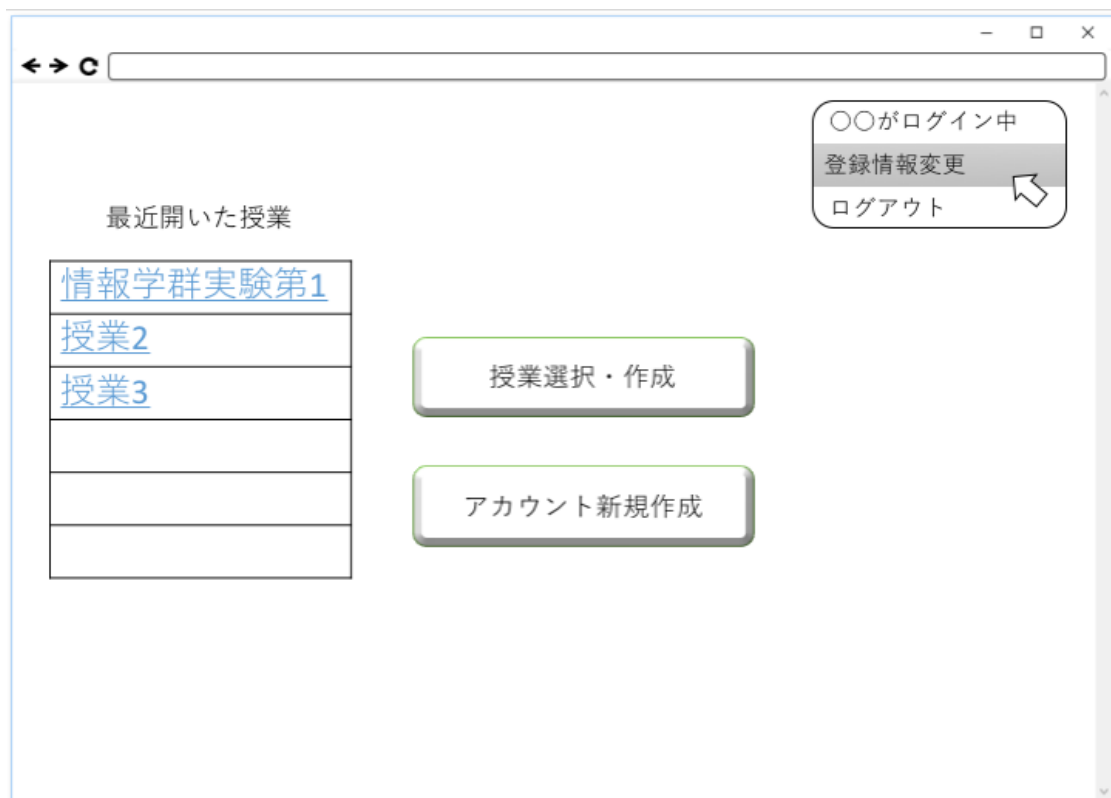 〇〇がログイン中
登録情報変更
ログアウト
最近開いた授業
情報学群実験第1
授業2
授業3
授業選択・作成
アカウント新規作成